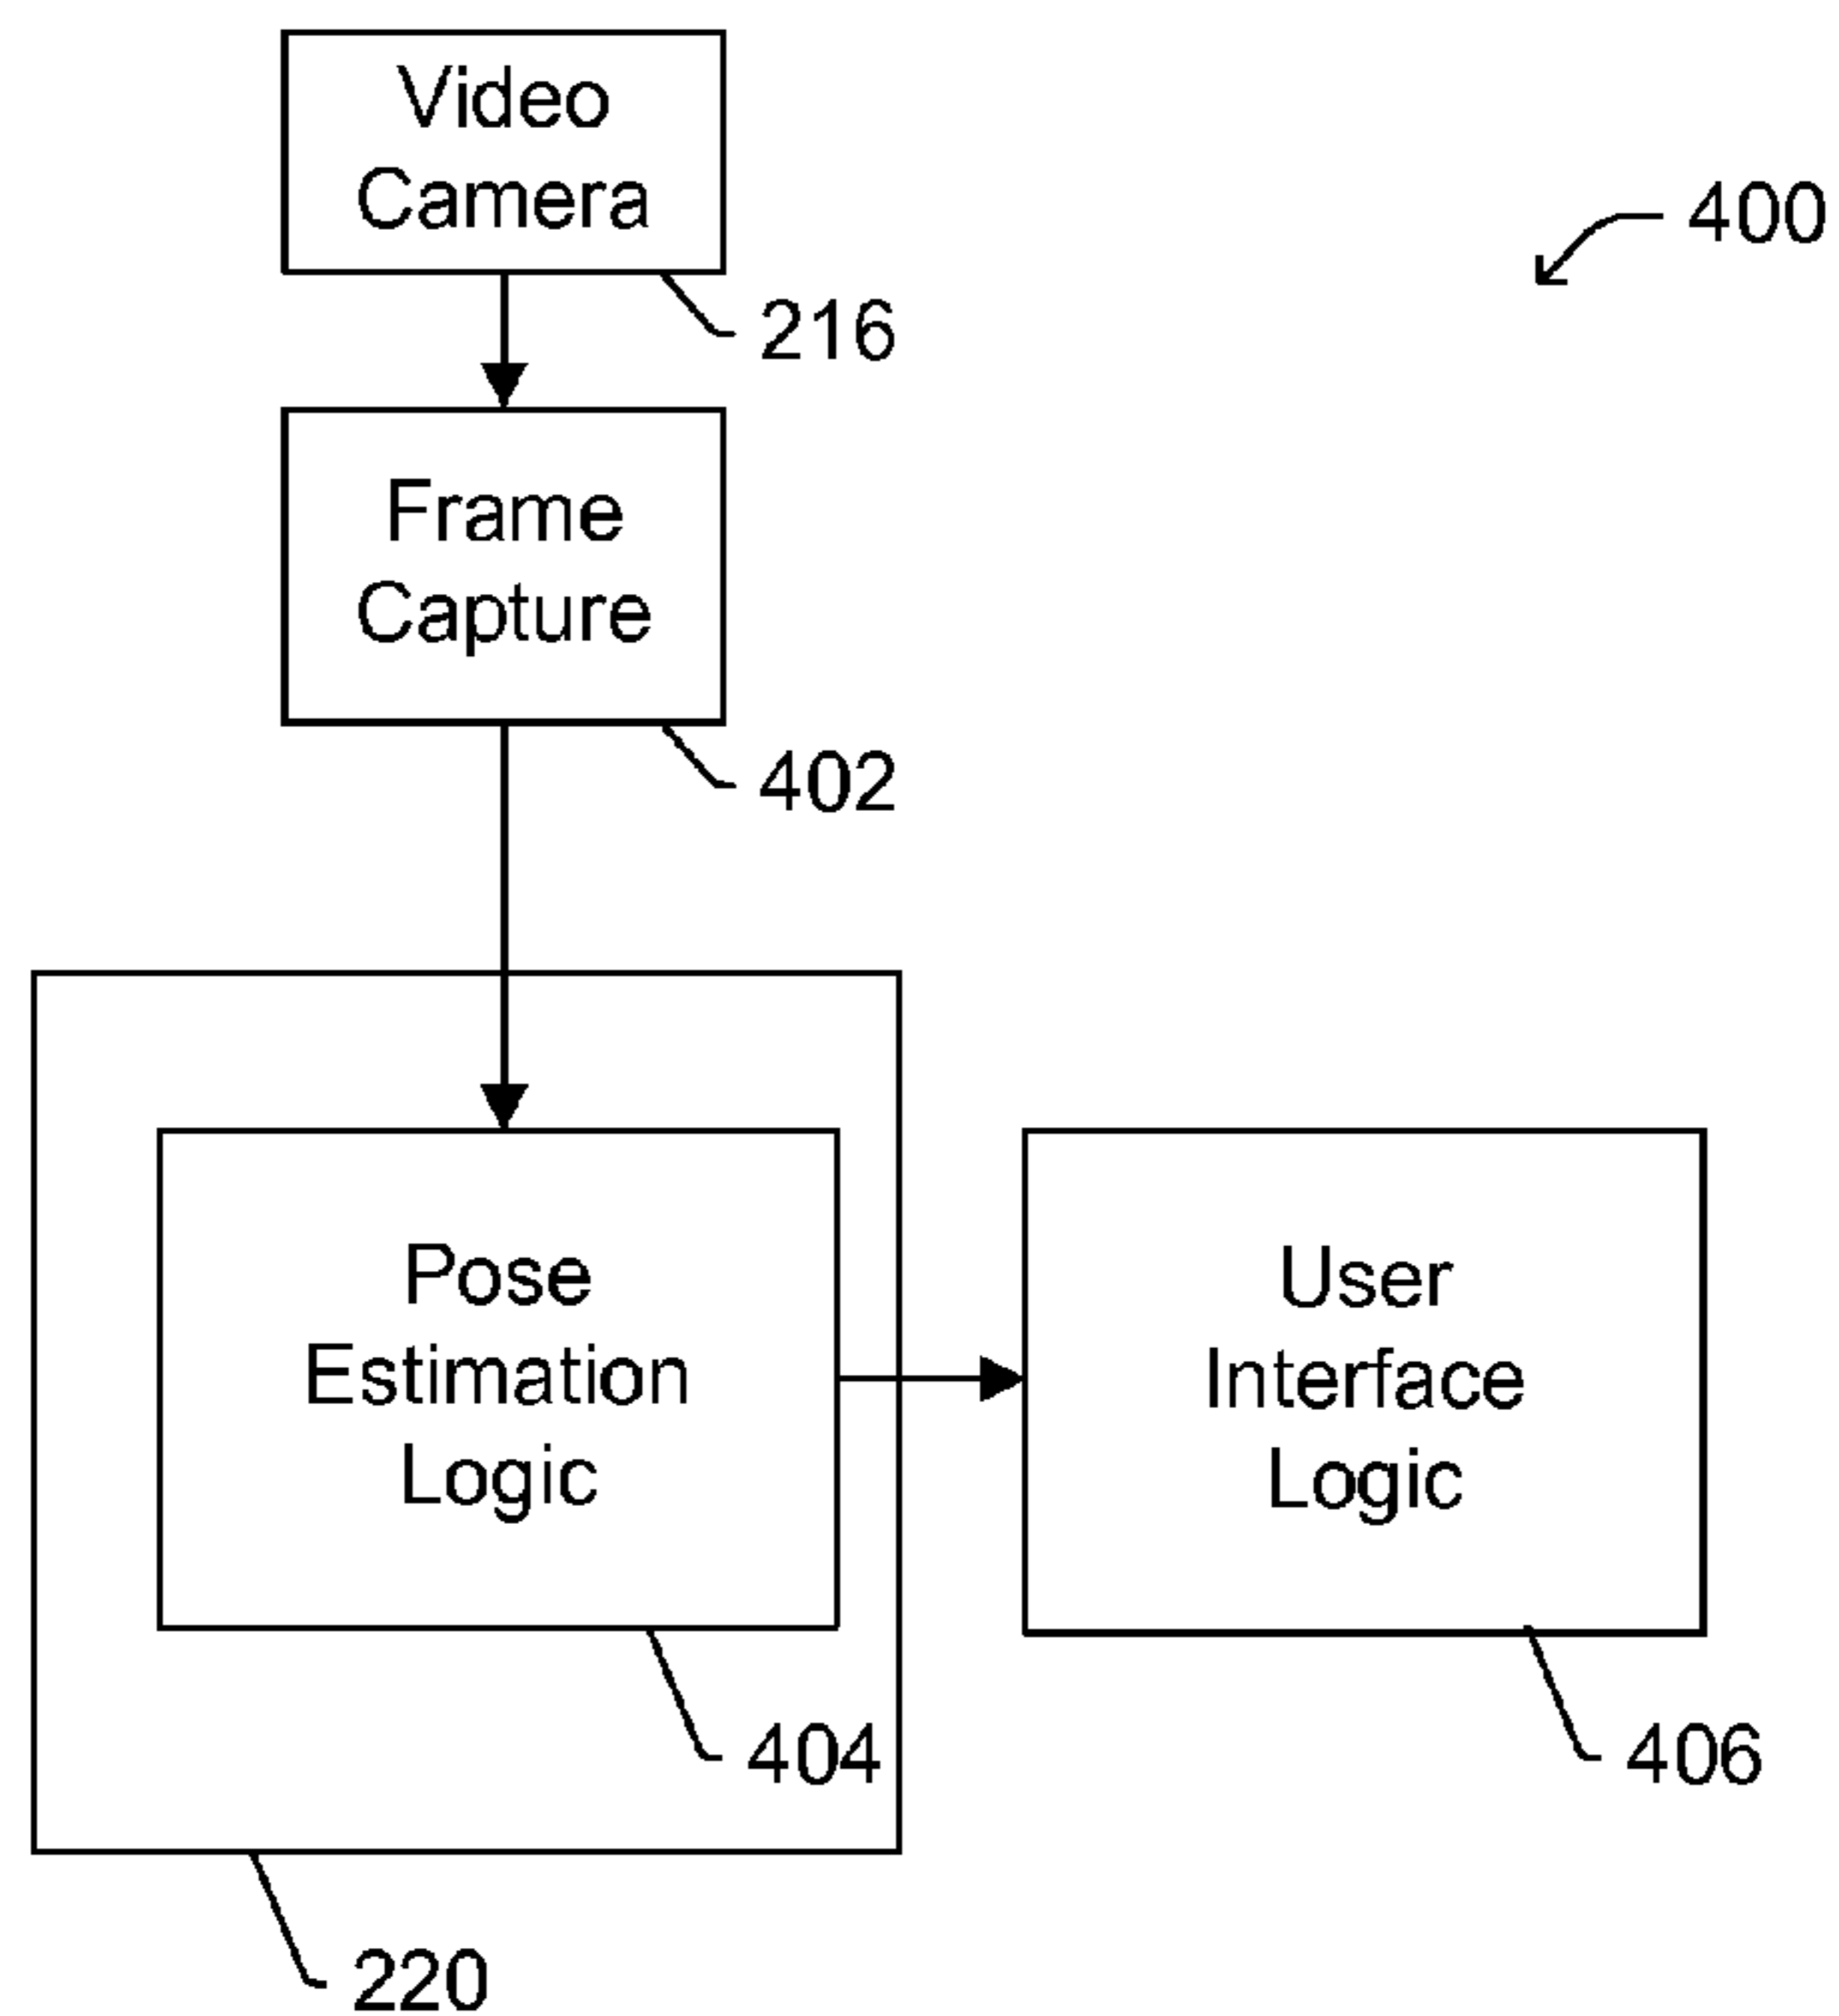 Video
Camera
400
216
Frame
Capture
402
Pose
Estimation
Logic
User
Interface
Logic
404
406
220